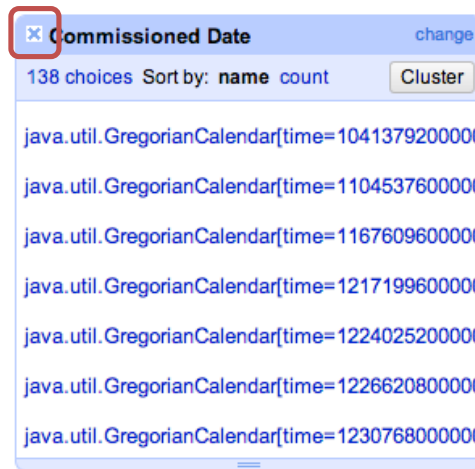 Commissioned Date change
138 choices Sort by: name count Cluster
java.util.GregorianCalendar[time=1041379200000
java.util.GregorianCalendar[time=1104537600000
java.util.GregorianCalendar[time=1167609600000
java.util.GregorianCalendar[time=1217199600000
java.util.GregorianCalendar[time=1224025200000
java.util.GregorianCalendar[time=1226620800000
java.util.GregorianCalendar[time=1230768000000